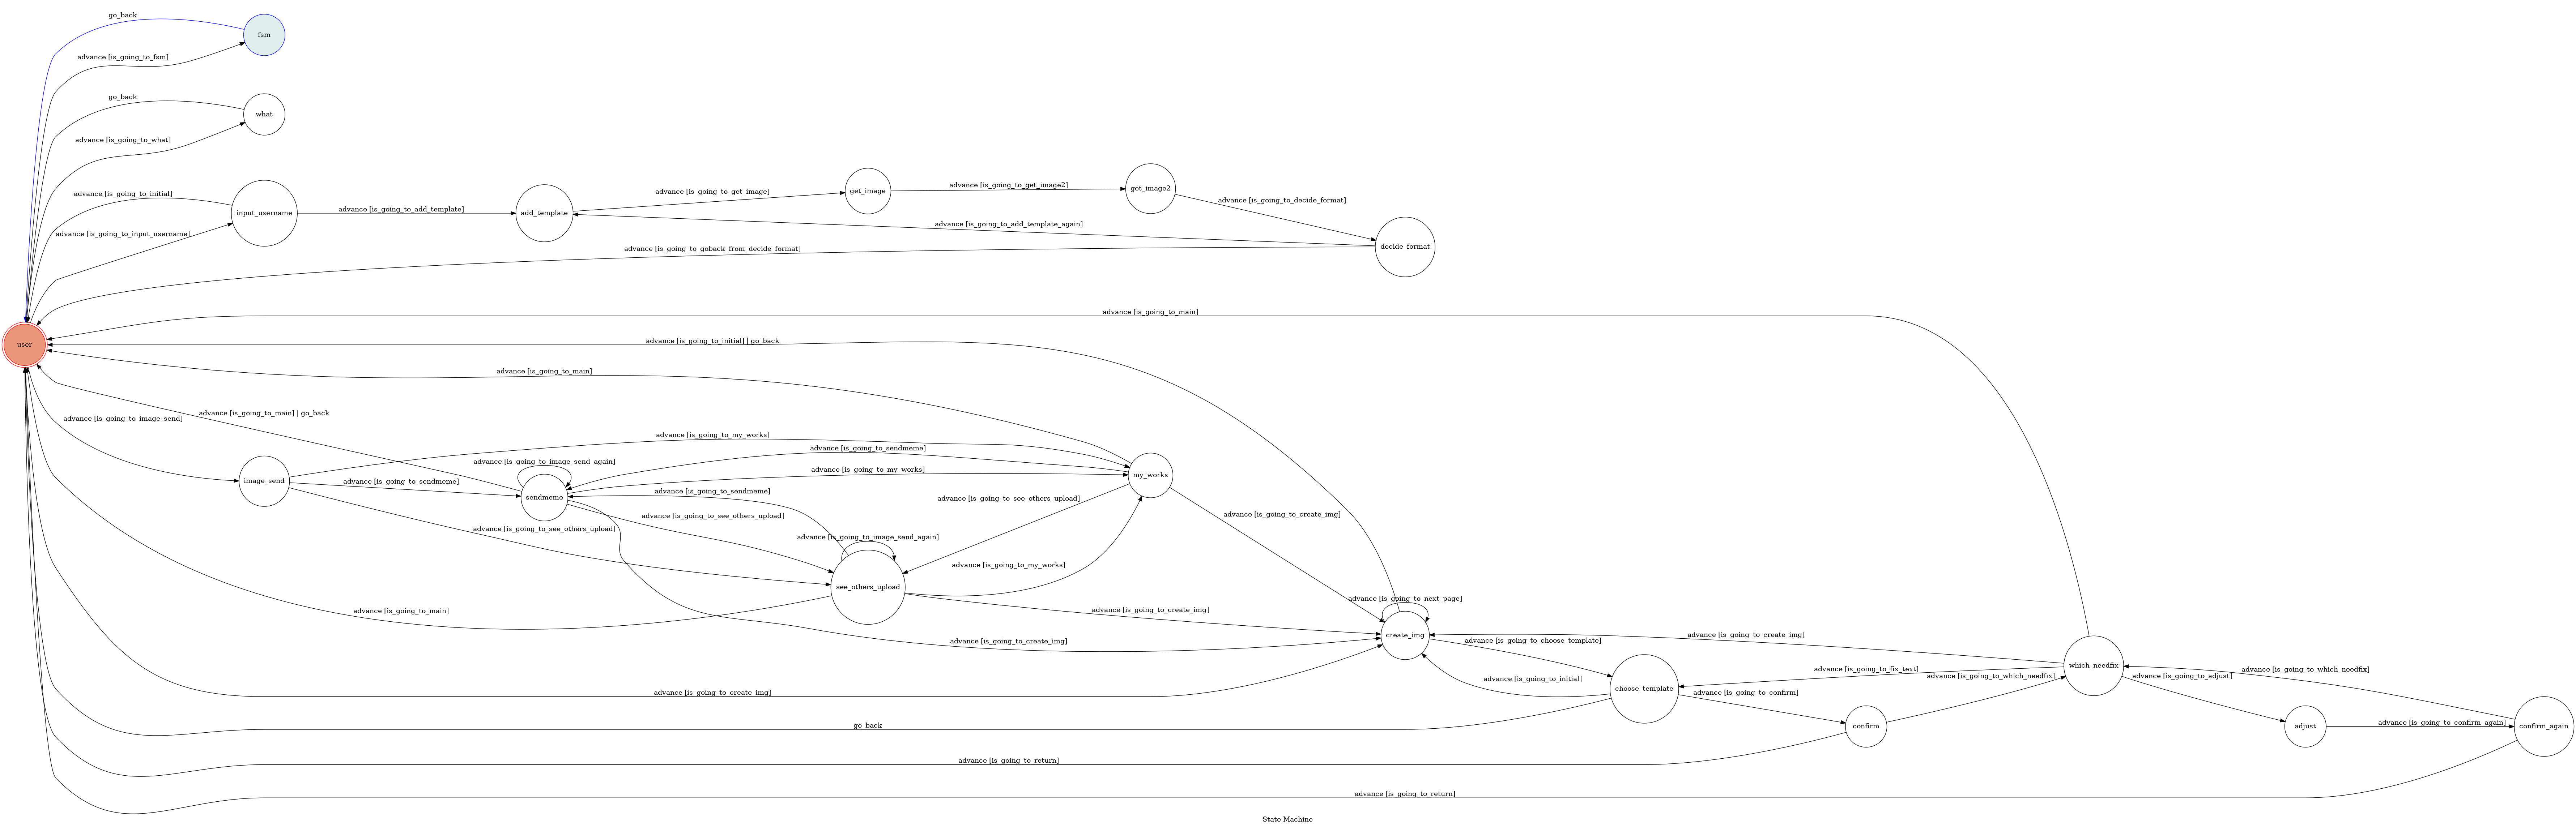 go_back
fsm
advance [is_going_to_fsm]
go_back
what
advance [is_going_to_what]
advance [is_going_to_initial]
input_username
advance [is_going_to_input_username]
advance [is_going_to_add_template]
add_template
advance [is_going_to_get_image]
get_image
advance [is_going_to_get_image2]
get_image2
advance [is_going_to_decide_format]
advance [is_going_to_add_template_again]
decide_format
advance [is_going_to_goback_from_decide_format]
advance [is_going_to_main]
user
advance [is_going_to_initial] | go_back
advance [is_going_to_main]
advance [is_going_to_main] | go_back
advance [is_going_to_image_send]
advance [is_going_to_my_works]
advance [is_going_to_sendmeme]
advance [is_going_to_image_send_again]
advance [is_going_to_my_works]
my_works
image_send
advance [is_going_to_sendmeme]
sendmeme
advance [is_going_to_sendmeme]
advance [is_going_to_see_others_upload]
advance [is_going_to_see_others_upload]
advance [is_going_to_create_img]
advance [is_going_to_see_others_upload]
advance [is_going_to_image_send_again]
advance [is_going_to_my_works]
see_others_upload
advance [is_going_to_main]
advance [is_going_to_create_img]
advance [is_going_to_next_page]
create_img
advance [is_going_to_create_img]
advance [is_going_to_choose_template]
advance [is_going_to_create_img]
advance [is_going_to_fix_text]
which_needfix
advance [is_going_to_which_needfix]
advance [is_going_to_which_needfix]
advance [is_going_to_adjust]
advance [is_going_to_initial]
choose_template
advance [is_going_to_confirm]
advance [is_going_to_create_img]
go_back
confirm
adjust
advance [is_going_to_confirm_again]
confirm_again
advance [is_going_to_return]
advance [is_going_to_return]
State Machine